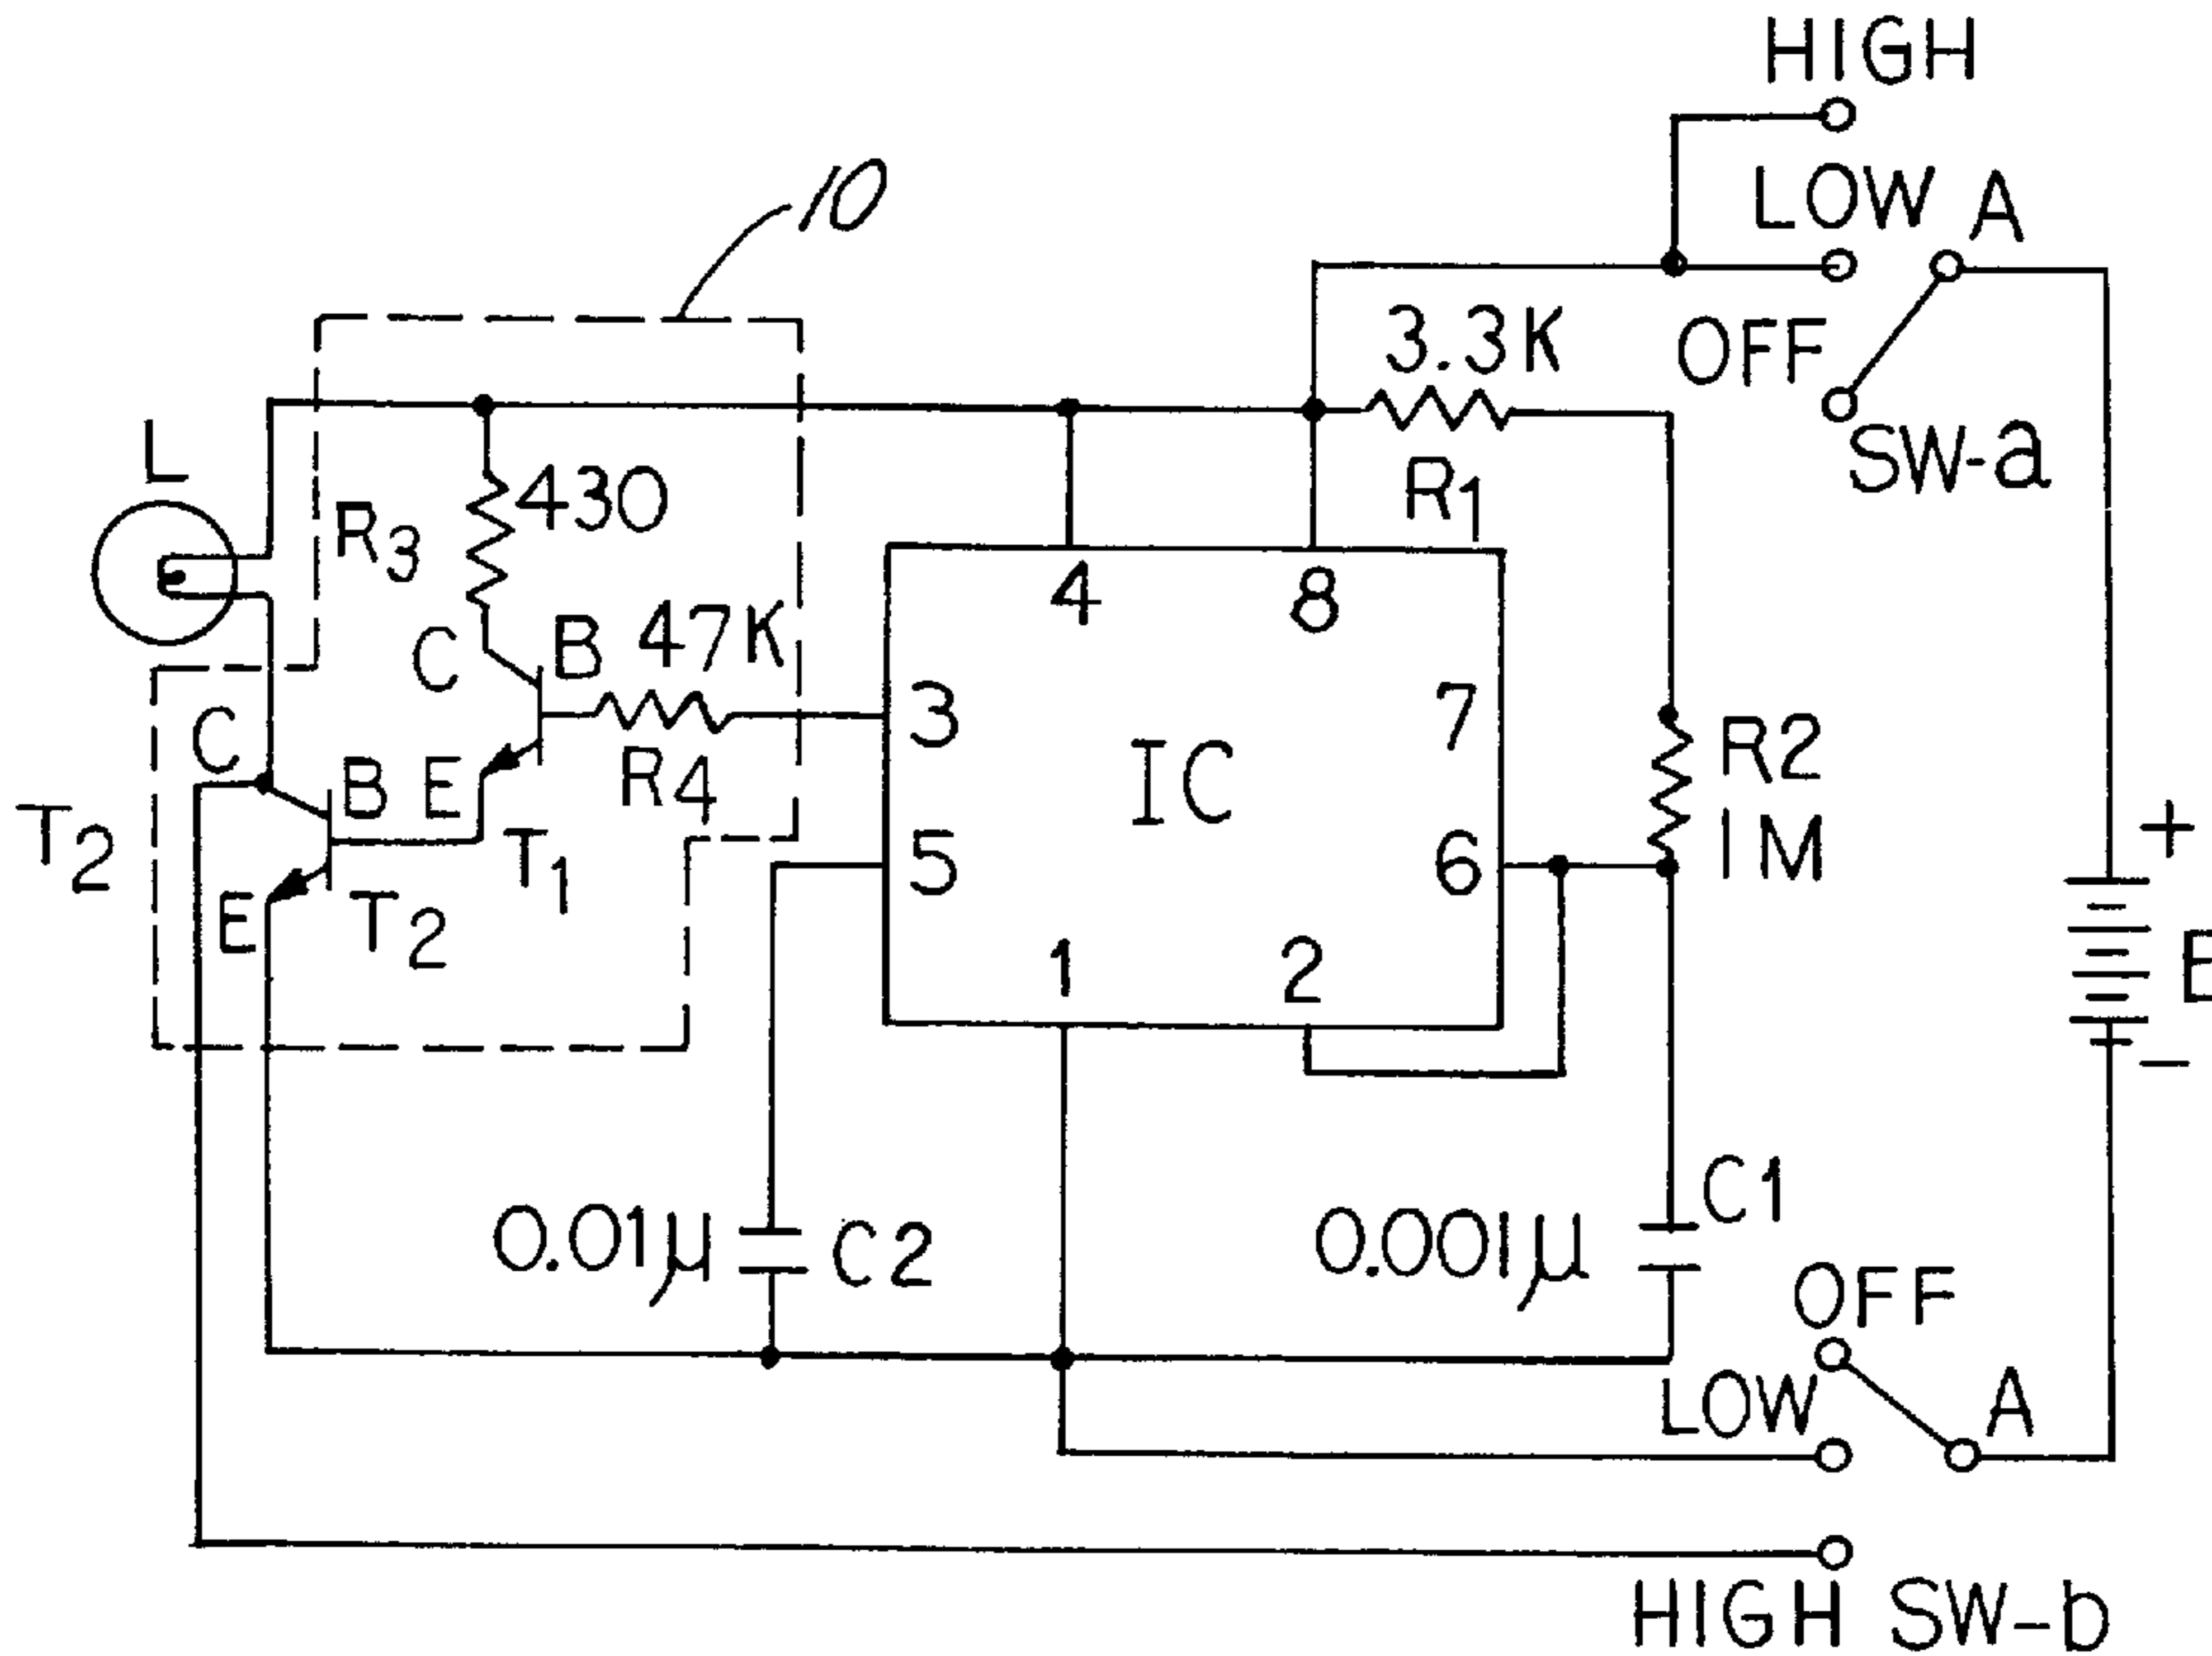 HIGH
LOW A
OFF
SW-a
10
3.3K
R1
L
R3
430
4
8
C
B
47K
3
7
R4
IC
R2
1M
C
B
E
T2
T1
5
6
E
T2
1
2
+
-
0.01µ
C2
0.001µ
C1
OFF
LOW
A
HIGH SW-b